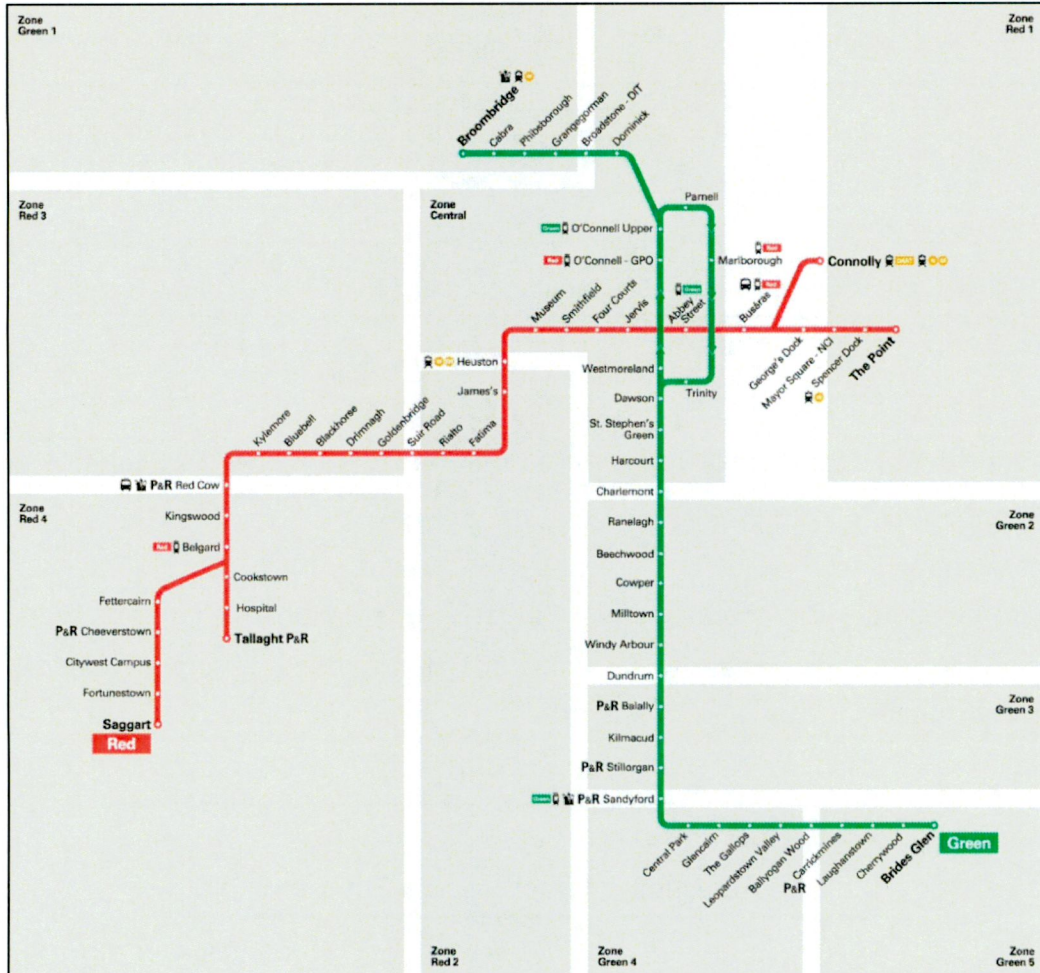 Zone
Green 1
Zone
Red 1
Broombridge
Cabra
Phibsborough
Grangegorman
Broadstone - DIT
Dominick
Zone
Red 3
Zone
Central
Parnell
Green O'Connell Upper
Red O'Connell - GPO
Marlborough
Red
Connolly DART
Green
Red
Museum
Smithfield
Four Courts
Jervis
Abbey
Street
Busáras
George's Dock
Mayor Square - NCI
Spencer Dock
The Point
Heuston
James's
Westmoreland
Trinity
Dawson
St. Stephen's
Green
Harcourt
Charlemont
Kylemore
Bluebell
Blackhorse
Drimnagh
Goldenbridge
Suir Road
Rialto
Fatima
P&R Red Cow
Zone
Red 4
Kingswood
Red Belgard
Cookstown
Hospital
Tallaght P&R
Fettercairn
P&R Cheeverstown
Citywest Campus
Fortunestown
Saggart
Red
Zone
Green 2
Ranelagh
Beechwood
Cowper
Milltown
Windy Arbour
Dundrum
P&R Balally
Zone
Green 3
Kilmacud
P&R Stillorgan
Green P&R Sandyford
Central Park
Glencairn
The Gallops
Leopardstown Valley
Ballyogan Wood
Carrickmines
P&R
Laughanstown
Cherrywood
Brides Glen
Green
Zone
Red 2
Zone
Green 4
Zone
Green 5